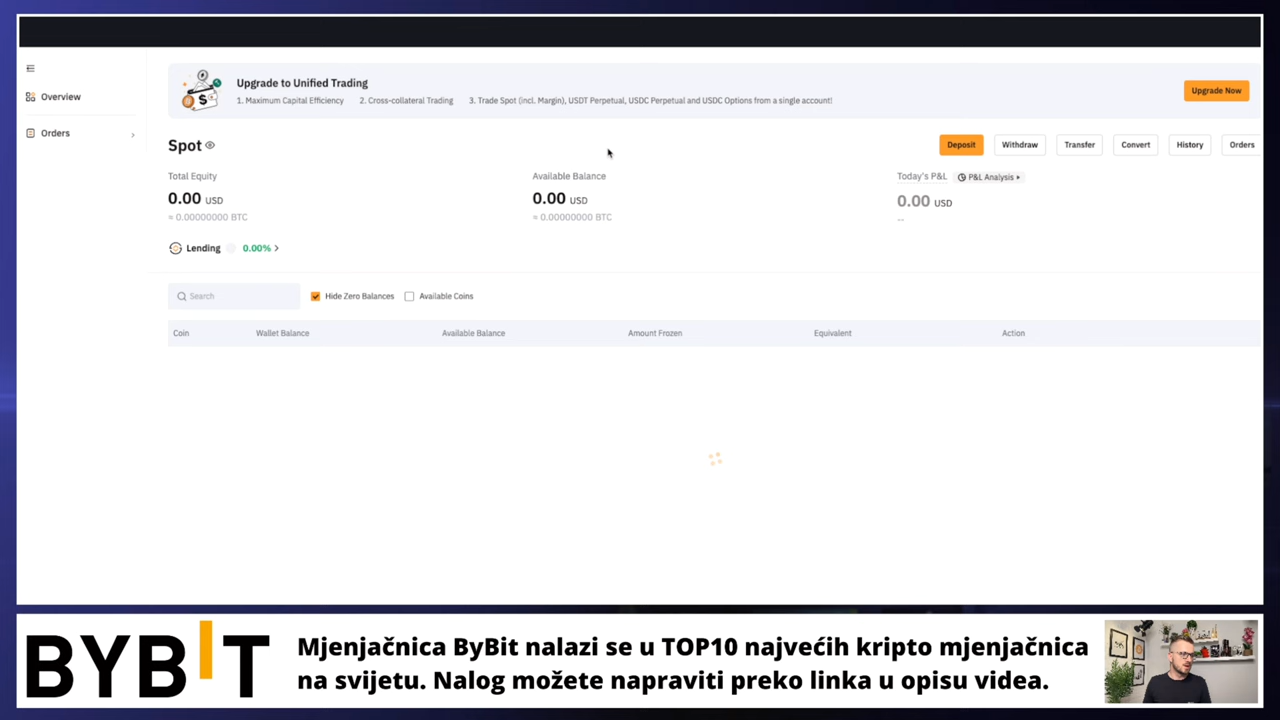 Upgrade to Unified Trading
1. Maximum Capital Efficiency 2. Cross-collateral Trading 3. Trade Spot (incl. Margin), USDT Perpetual, USDC Perpetual and USDC Options from a single account!
Upgrade Now
Overview
Orders
Spot
Deposit Withdraw Transfer Convert History Orders
Total Equity Available Balance Today's P&L P&L Analysis
0.00 USD 0.00 USD 0.00 USD
≈ 0.00000000 BTC ≈ 0.00000000 BTC --
Lending 0.00% >
Search Hide Zero Balances Available Coins
Coin Wallet Balance Available Balance Amount Frozen Equivalent Action
BYBIT
Mjenjačnica ByBit nalazi se u TOP10 najvećih kripto mjenjačnica
na svijetu. Nalog možete napraviti preko linka u opisu videa.